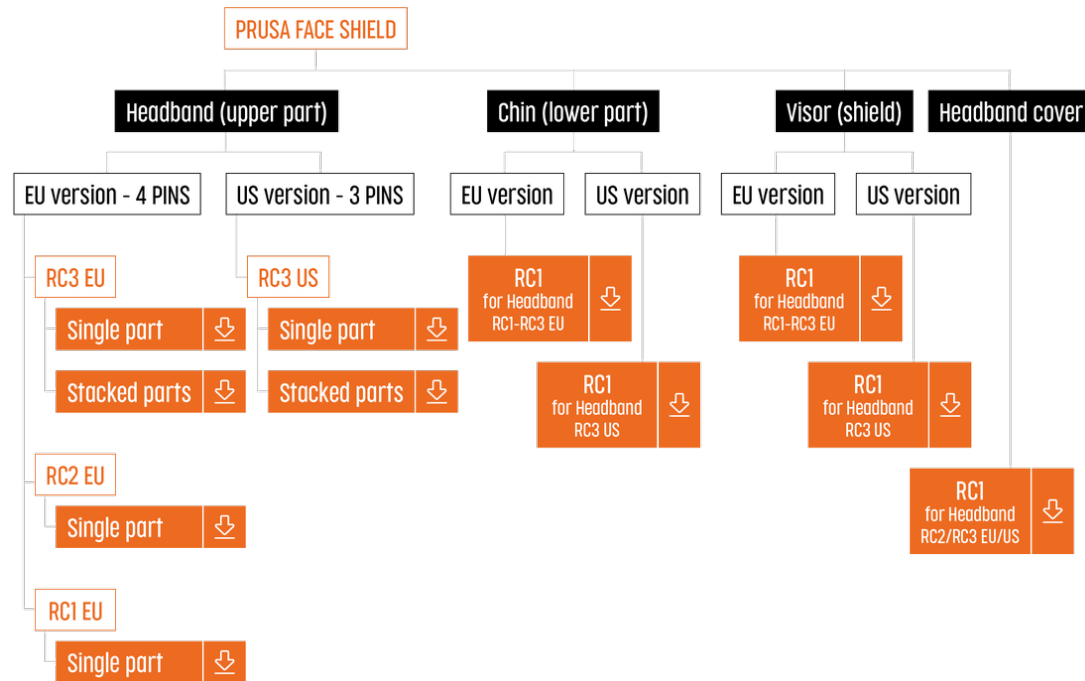 PRUSA FACE SHIELD
Headband (upper part)
Chin (lower part)
Visor (shield)
Headband cover
EU version - 4 PINS
US version - 3 PINS
EU version
US version
EU version
US version
RC3 EU
Single part
Stacked parts
RC2 EU
Single part
RC1 EU
Single part
RC3 US
Single part
Stacked parts
RC1
for Headband
RC1-RC3 EU
RC1
for Headband
RC3 US
RC1
for Headband
RC1-RC3 EU
RC1
for Headband
RC3 US
RC1
for Headband
RC2/RC3 EU/US